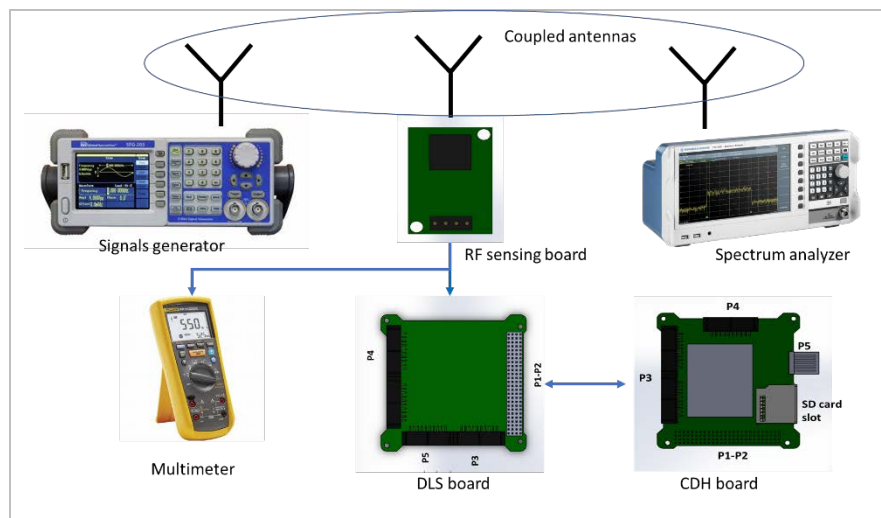 Coupled antennas
Signals generator
RF sensing board
Spectrum analyzer
550
P4
P1-P2
P5
P3
P4
P3
P5
SD card
slot
P1-P2
Multimeter
DLS board
CDH board